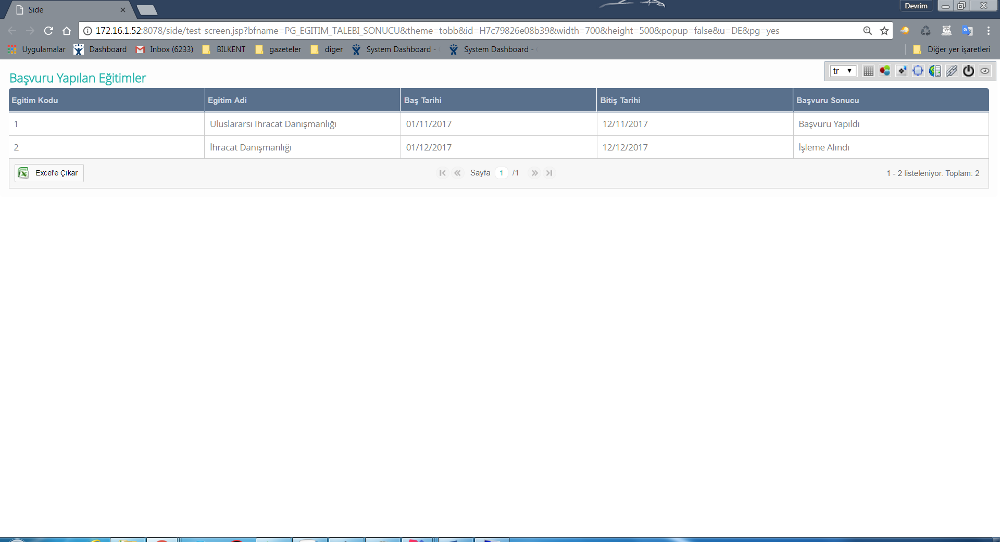 Side
Devrim
172.16.1.52:8078/side/test-screen.jsp?bfname=PG_EGITIM_TALEBI_SONUCU&theme=tobb&id=H7c79826e08b39&width=700&height=500&popup=false&u=DE&pg=yes
Uygulamalar Dashboard Inbox (6233) BILKENT gazeteler diger System Dashboard - System Dashboard - Diğer yer işaretleri
tr
Başvuru Yapılan Eğitimler
Egitim Kodu Egitim Adi Baş Tarihi Bitiş Tarihi Başvuru Sonucu
1 Uluslararsı İhracat Danışmanlığı 01/11/2017 12/11/2017 Başvuru Yapıldı
2 İhracat Danışmanlığı 01/12/2017 12/12/2017 İşleme Alındı
Excel'e Çıkar Sayfa 1 /1 1 - 2 listeleniyor. Toplam: 2